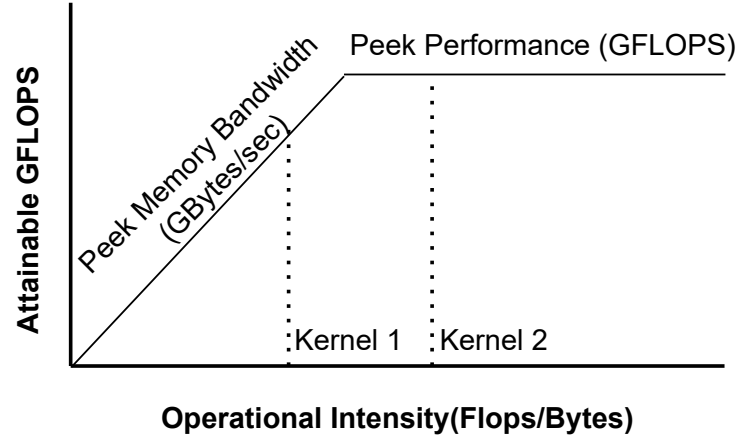 Peek Performance (GFLOPS)
Peek Memory Bandwidth
(GBytes/sec)
Attainable GFLOPS
Kernel 1
Kernel 2
Operational Intensity(Flops/Bytes)